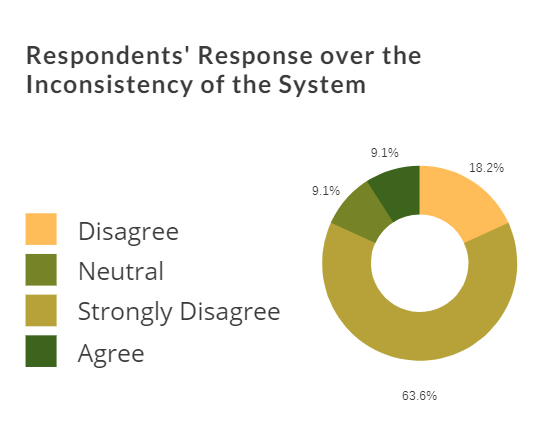 Respondents' Response over the
Inconsistency of the System
9.1%
18.2%
9.1%
Disagree
Neutral
Strongly Disagree
Agree
63.6%